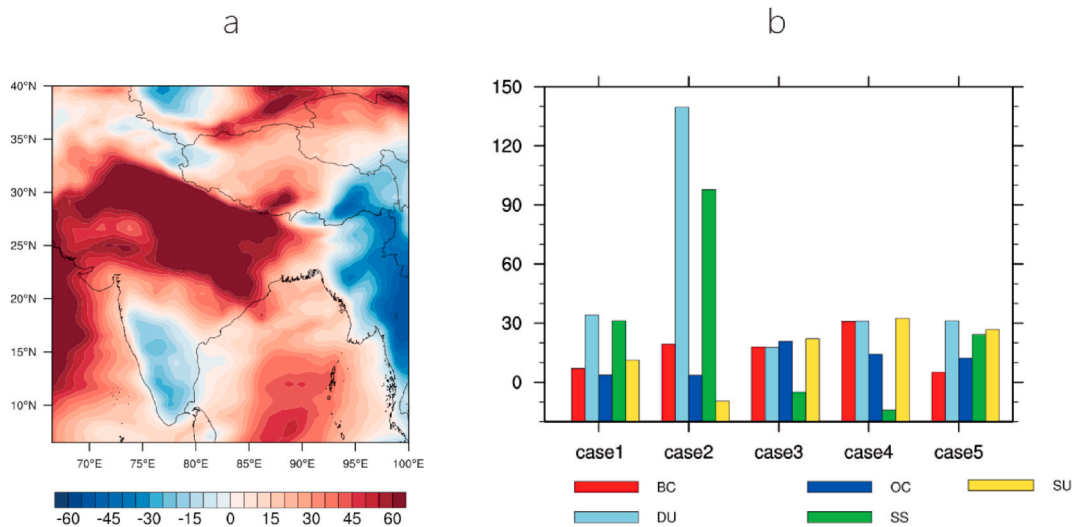 a
b
40°N
35°N
30°N
25°N
20°N
15°N
10°N
70°E 75°E 80°E 85°E 90°E 95°E 100°E
-60 -45 -30 -15 0 15 30 45 60
150
120
90
60
30
0
case1 case2 case3 case4 case5
BC OC SU
DU SS